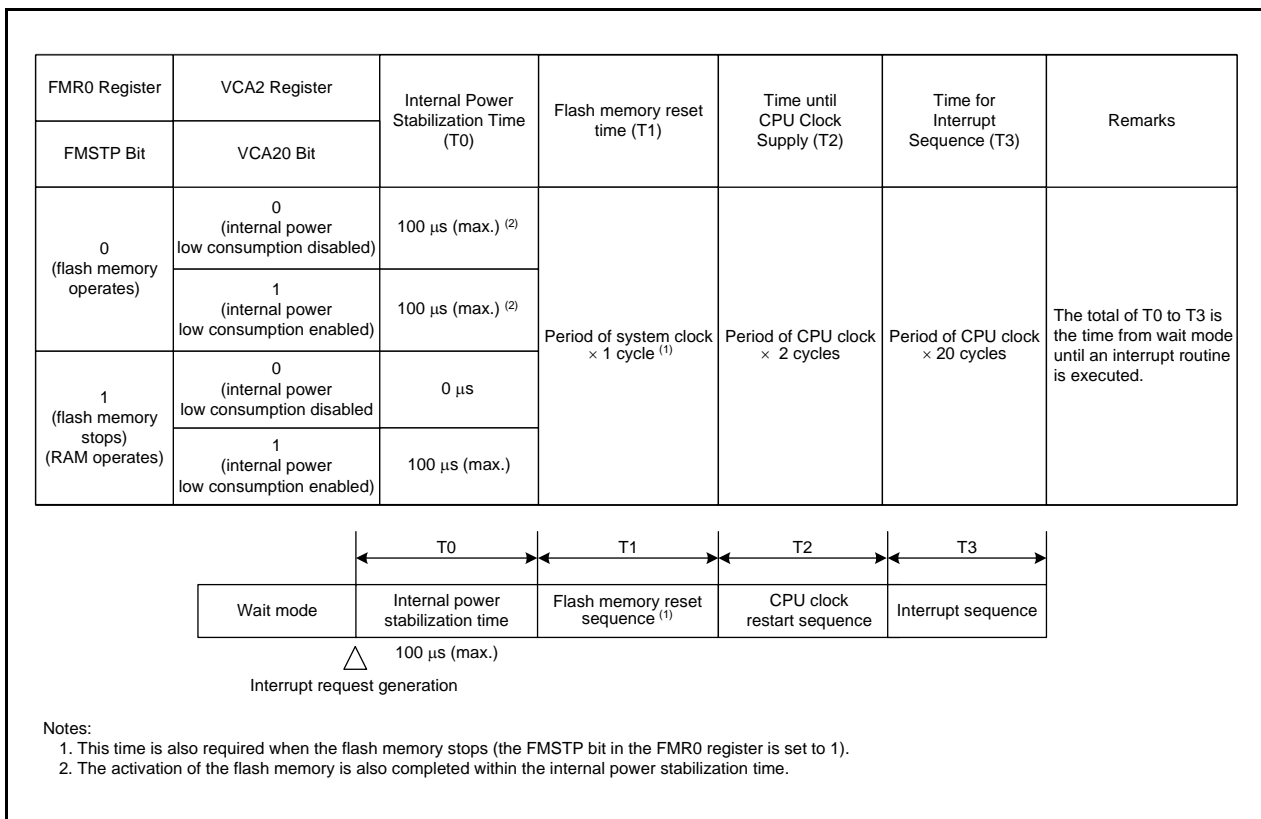 FMR0 Register
VCA2 Register
Internal Power
Stabilization Time
(T0)
Flash memory reset
time (T1)
Time until
CPU Clock
Supply (T2)
Time for
Interrupt
Sequence (T3)
Remarks
FMSTP Bit
VCA20 Bit
0
(flash memory
operates)
0
(internal power
low consumption disabled)
100 μs (max.) (2)
1
(internal power
low consumption enabled)
100 μs (max.) (2)
Period of system clock
× 1 cycle (1)
Period of CPU clock
× 2 cycles
Period of CPU clock
× 20 cycles
The total of T0 to T3 is
the time from wait mode
until an interrupt routine
is executed.
1
(flash memory
stops)
(RAM operates)
0
(internal power
low consumption disabled
0 μs
1
(internal power
low consumption enabled)
100 μs (max.)
T0
T1
T2
T3
Wait mode
Internal power
stabilization time
Flash memory reset
sequence (1)
CPU clock
restart sequence
Interrupt sequence
100 μs (max.)
Interrupt request generation
Notes:
1. This time is also required when the flash memory stops (the FMSTP bit in the FMR0 register is set to 1).
2. The activation of the flash memory is also completed within the internal power stabilization time.